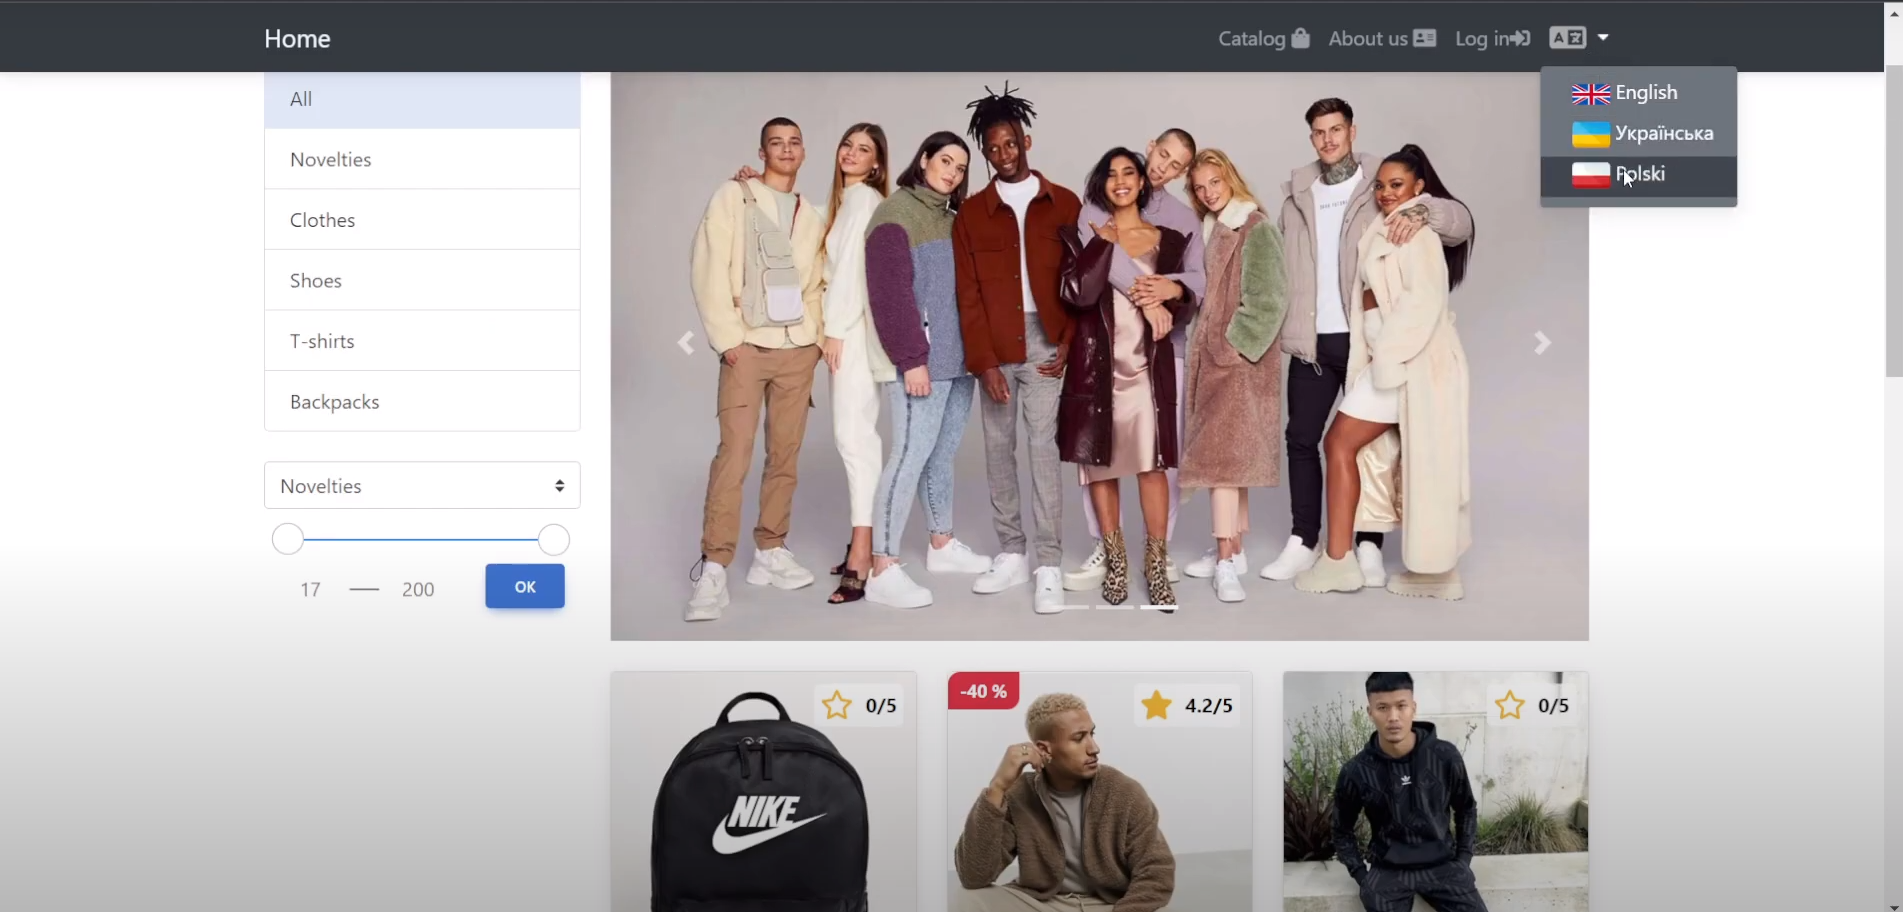 Home
Catalog About us Log in
English
Українська
Polski
All
Novelties
Clothes
Shoes
T-shirts
Backpacks
Novelties
17 — 200 OK
0/5
-40 % 4.2/5
0/5
NIKE